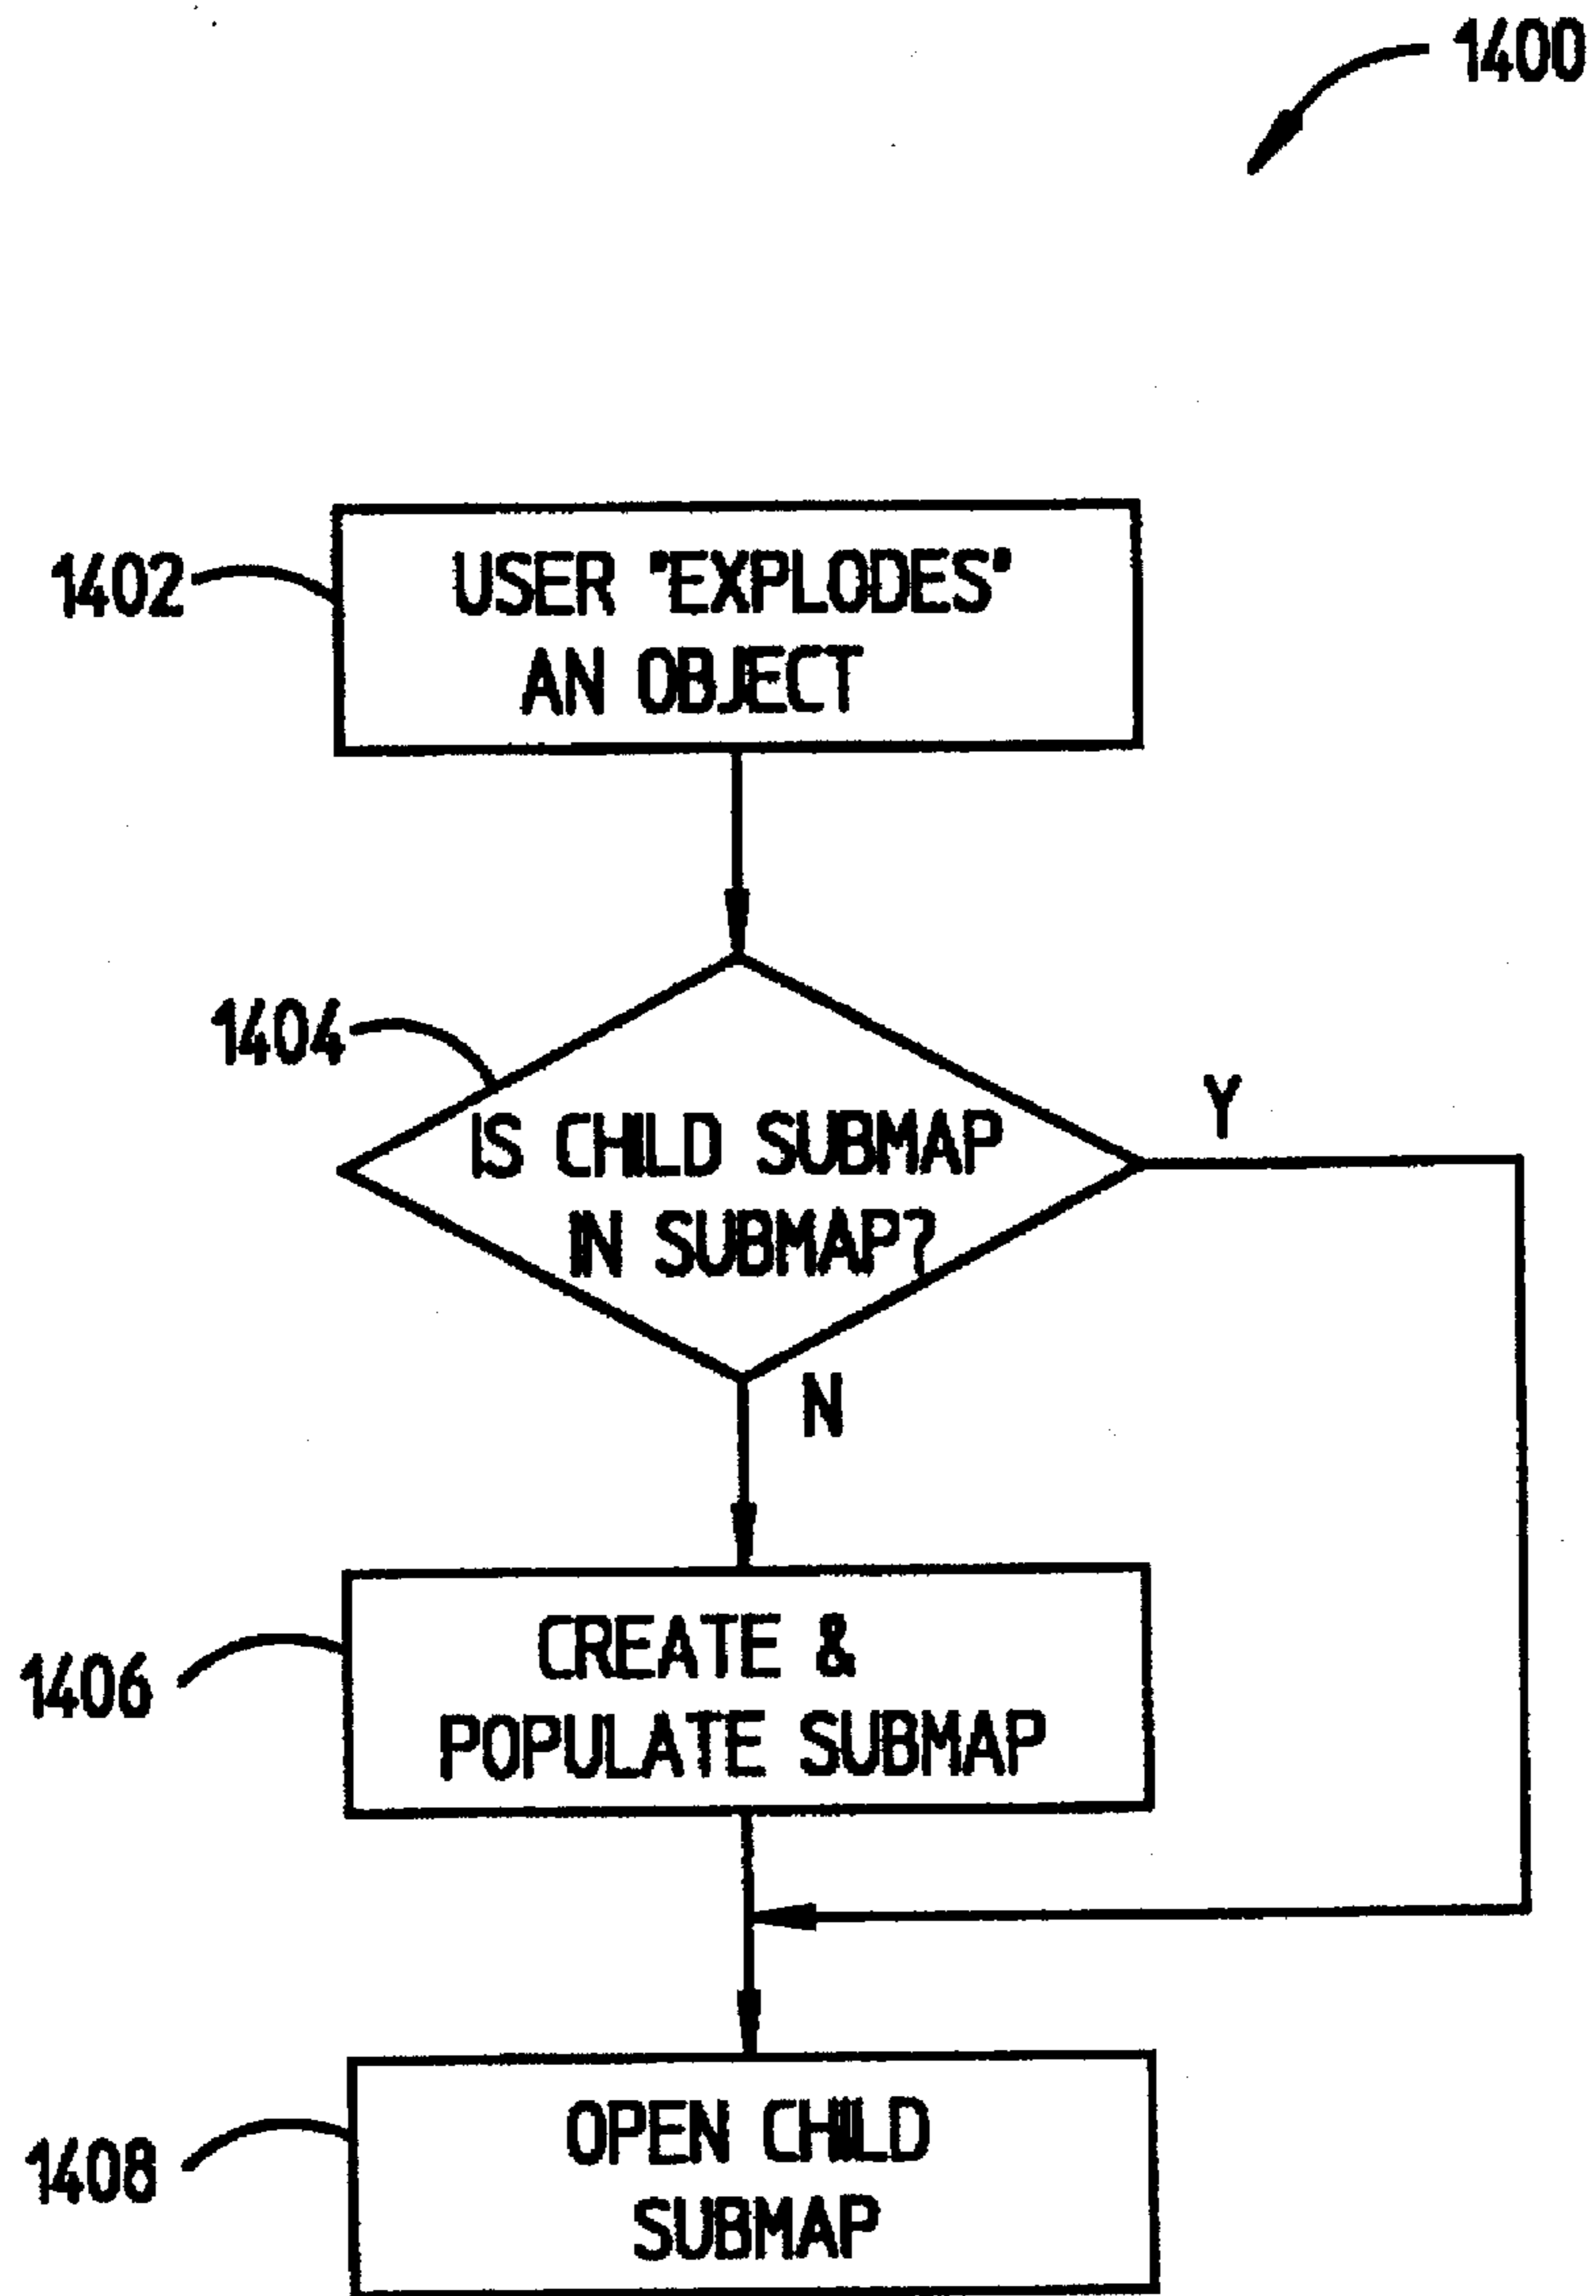 1400
1402
USER "EXPLODES"
AN OBJECT
1404
IS CHILD SUBMAP
IN SUBMAP?
Y
N
1406
CREATE &
POPULATE SUBMAP
1408
OPEN CHILD
SUBMAP